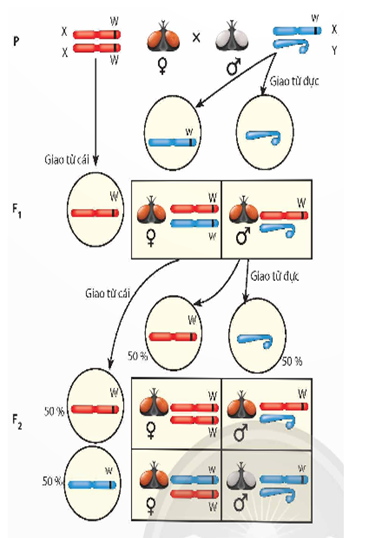 P
X W
X W
♀
×
♂
W X
Y
Giao tử đực
w
Giao tử cái
F1
W
♀
W
w
♂
W
Giao tử cái
Giao tử đực
W
50 %
50 %
F2
50 %
W
♀
W
W
♂
W
50 %
w
♀
w
W
♂
w